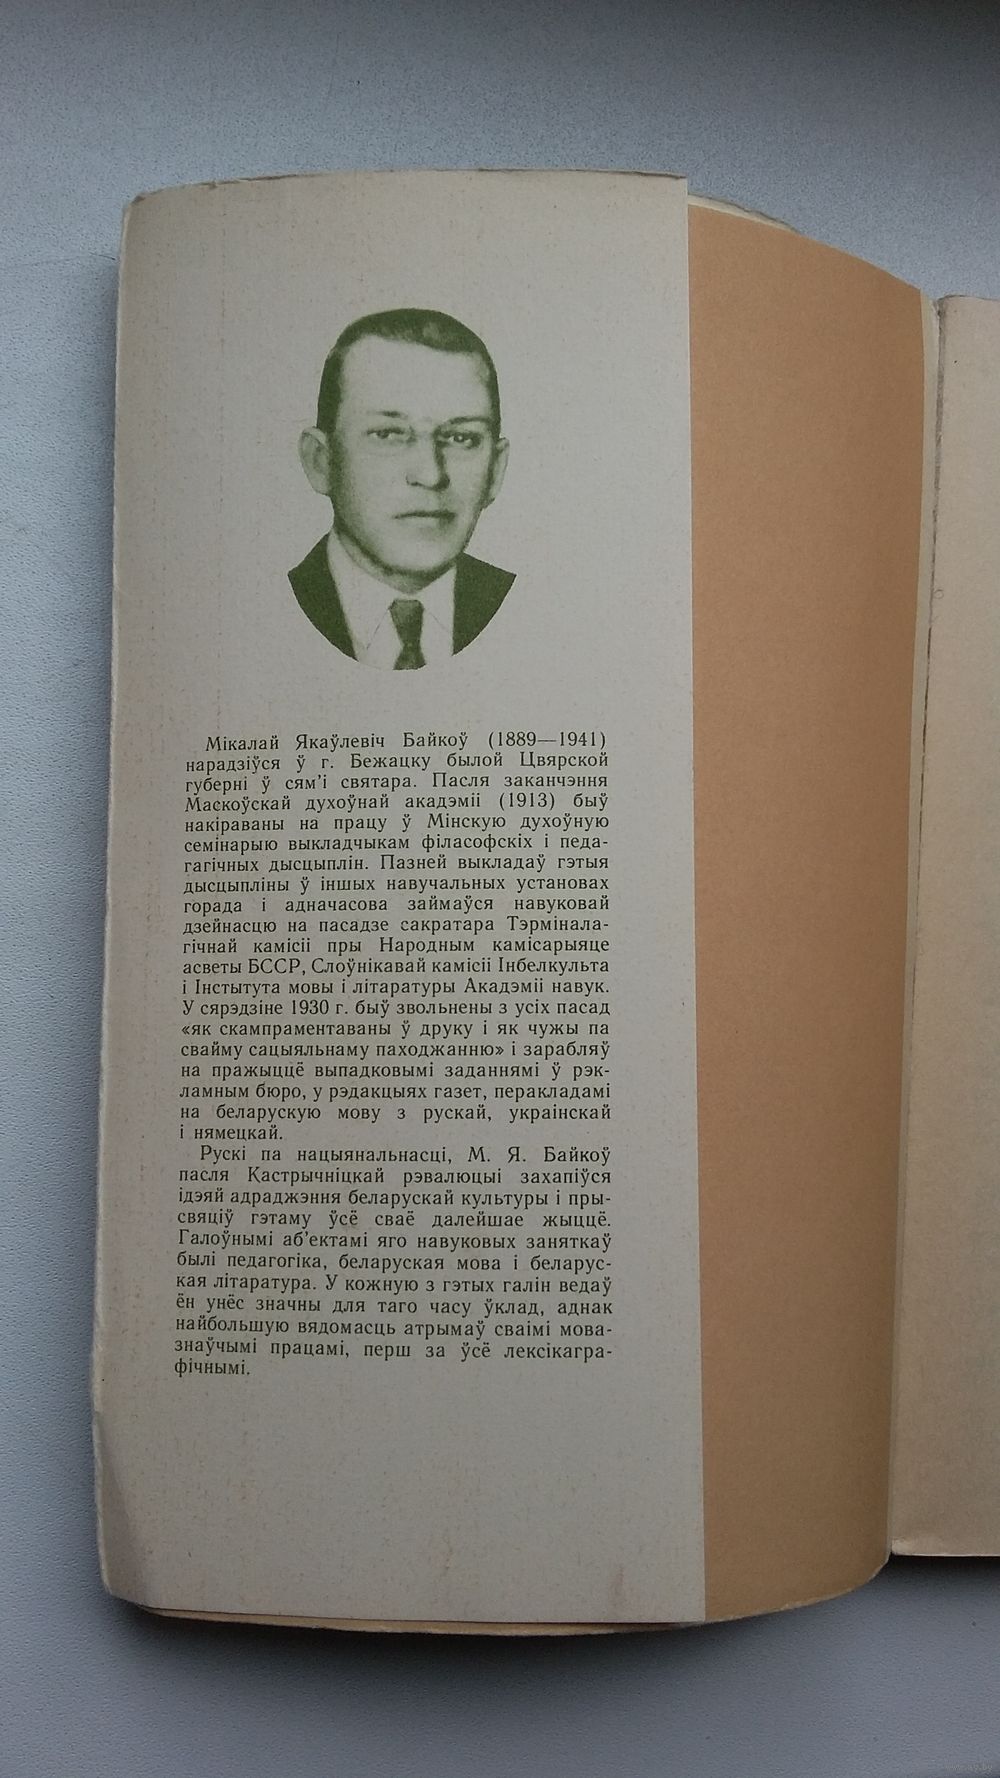 Мікалай Якаўлевіч Байкоў (1889—1941)
нарадзіўся ў г. Бежацку былой Цвярской
губерні ў сям'і святара. Пасля заканчэння
Маскоўскай духоўнай акадэміі (1913) быў
накіраваны на працу ў Мінскую духоўную
семінарыю выкладчыкам філасофскіх і педа-
гагічных дысцыплін. Пазней выкладаў гэтыя
дысцыпліны ў іншых навучальных установах
горада і адначасова займаўся навуковай
дзейнасцю на пасадзе сакратара Тэрмінала-
гічнай камісіі пры Народным камісарыяце
асветы БССР, Слоўнікавай камісіі Інбелкульта
і Інстытута мовы і літаратуры Акадэміі навук.
У сярэдзіне 1930 г. быў звольнены з усіх пасад
«як скампраментаваны ў друку і як чужы па
свайму сацыяльнаму паходжанню» і зарабляў
на пражыццё выпадковымі заданнямі ў рэк-
ламным бюро, у рэдакцыях газет, перакладамі
на беларускую мову з рускай, украінскай
і нямецкай.
Рускі па нацыянальнасці, М. Я. Байкоў
пасля Кастрычніцкай рэвалюцыі захапіўся
ідэяй адраджэння беларускай культуры і пры-
свяціў гэтаму ўсё сваё далейшае жыццё.
Галоўнымі аб'ектамі яго навуковых заняткаў
былі педагогіка, беларуская мова і беларус-
кая літаратура. У кожную з гэтых галін ведаў
ён унёс значны для таго часу ўклад, аднак
найбольшую вядомасць атрымаў сваімі мова-
знаўчымі працамі, перш за ўсё лексікагра-
фічнымі.